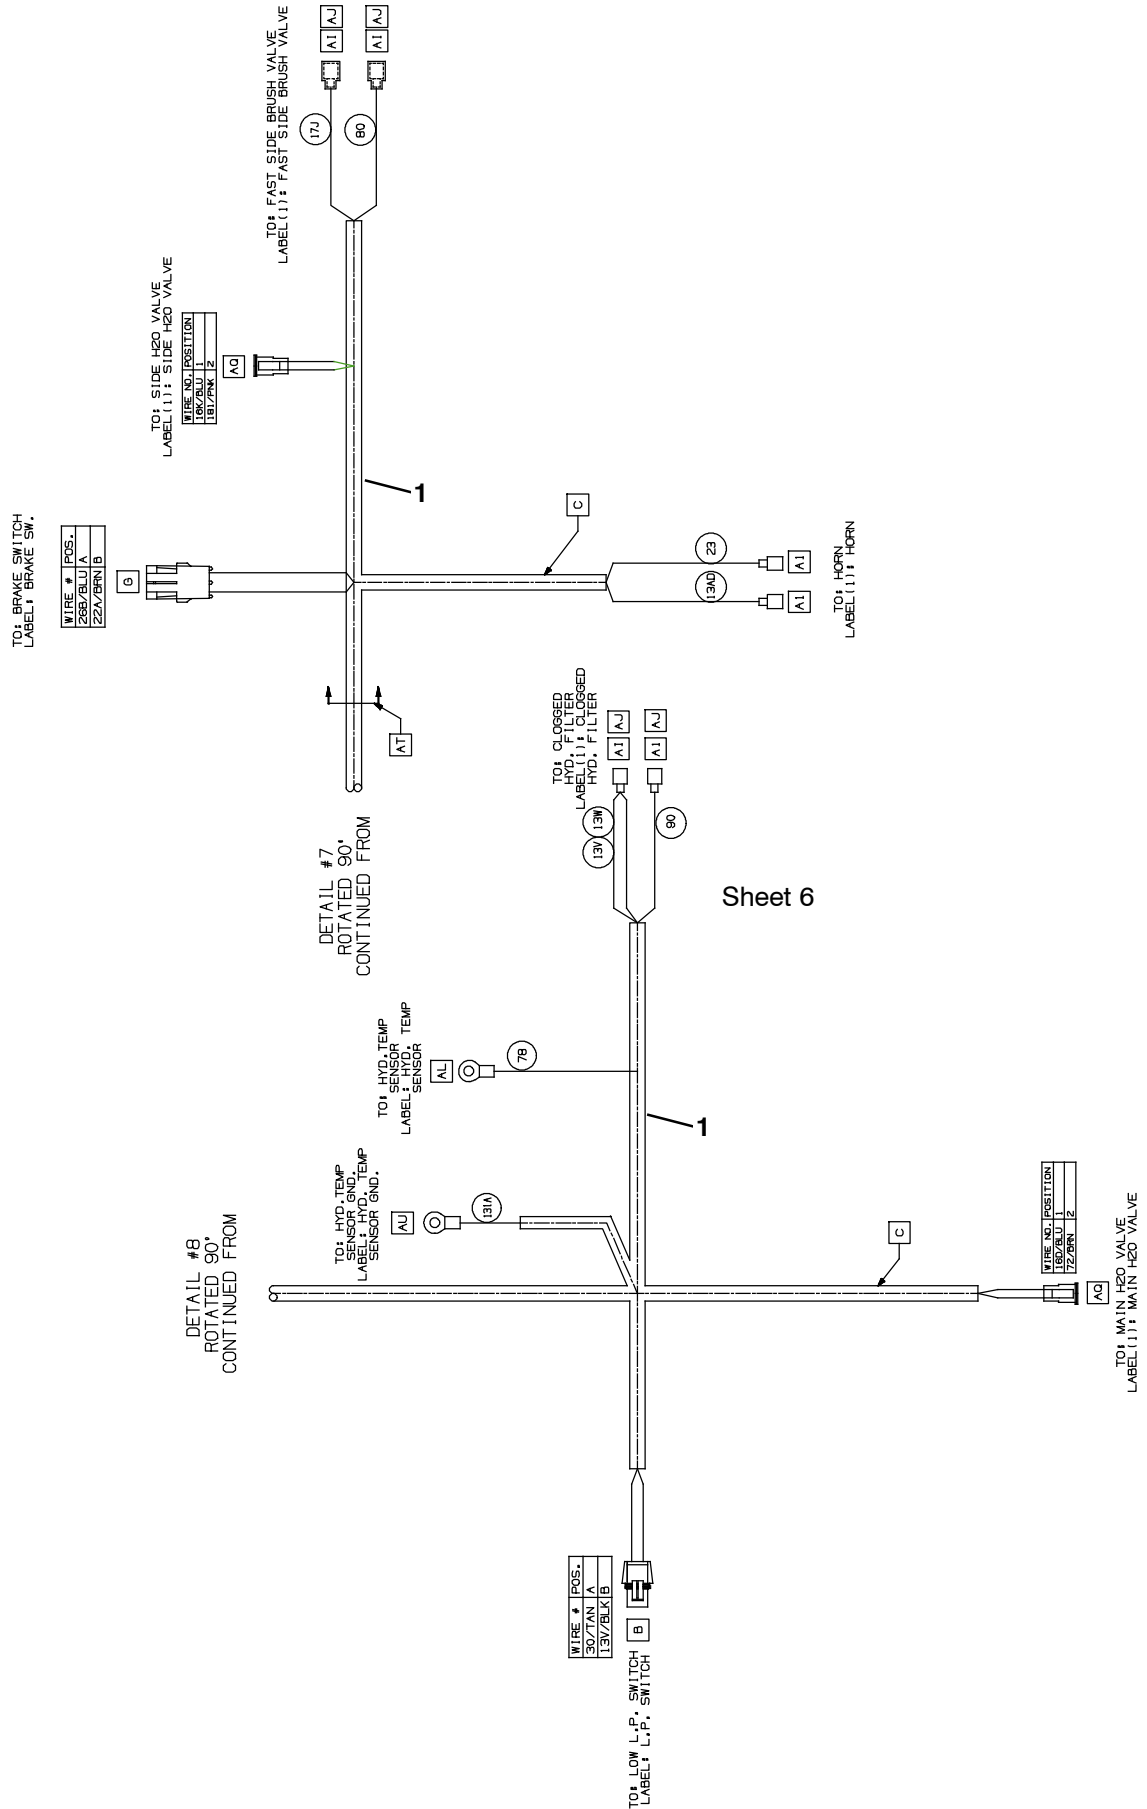 TO: BRAKE SWITCH
LABEL: BRAKE SW.
WIRE # POS.
26B/BLU A
22A/BRN B
G
TO: SIDE H2O VALVE
LABEL(1): SIDE H2O VALVE
WIRE NO. POSITION
16K/BLU 1
181/PNK 2
AQ
TO: FAST SIDE BRUSH VALVE
LABEL(1): FAST SIDE BRUSH VALVE
17J
AI AJ
80
AI AJ
1
C
23
13AD
A1
A1
TO: HORN
LABEL(1): HORN
AT
DETAIL #7
ROTATED 90°
CONTINUED FROM
TO: CLOGGED
HYD. FILTER
LABEL(1): CLOGGED
HYD. FILTER
13V 13W
AI AJ
90
AI AJ
Sheet 6
TO: HYD.TEMP
SENSOR
LABEL: HYD. TEMP
SENSOR
AL
78
1
TO: HYD.TEMP
SENSOR GND.
LABEL: HYD. TEMP
SENSOR GND.
AU
131A
DETAIL #8
ROTATED 90°
CONTINUED FROM
C
WIRE NO. POSITION
16D/BLU 1
72/BRN 2
AQ
TO: MAIN H2O VALVE
LABEL(1): MAIN H2O VALVE
WIRE # POS.
30/TAN A
13V/BLK B
B
TO: LOW L.P. SWITCH
LABEL: L.P. SWITCH